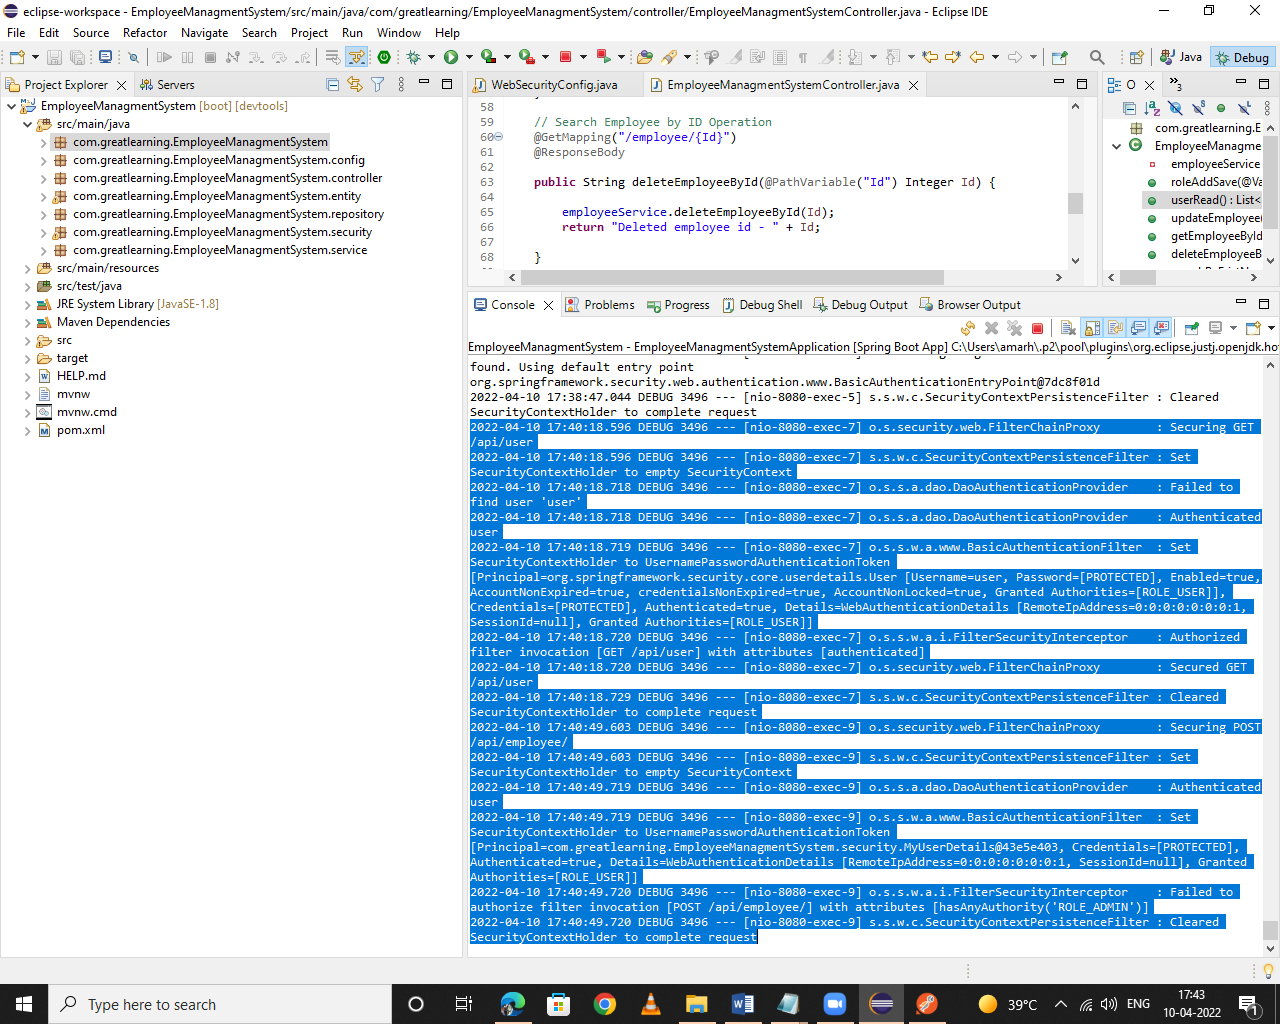 eclipse-workspace - EmployeeManagmentSystem/src/main/java/com/greatlearning/EmployeeManagmentSystem/controller/EmployeeManagmentSystemController.java - Eclipse IDE
File Edit Source Refactor Navigate Search Project Run Window Help
Java Debug
Project Explorer Servers
EmployeeManagmentSystem [boot] [devtools]
src/main/java
com.greatlearning.EmployeeManagmentSystem
com.greatlearning.EmployeeManagmentSystem.config
com.greatlearning.EmployeeManagmentSystem.controller
com.greatlearning.EmployeeManagmentSystem.entity
com.greatlearning.EmployeeManagmentSystem.repository
com.greatlearning.EmployeeManagmentSystem.security
com.greatlearning.EmployeeManagmentSystem.service
src/main/resources
src/test/java
JRE System Library [JavaSE-1.8]
Maven Dependencies
src
target
HELP.md
mvnw
mvnw.cmd
pom.xml
WebSecurityConfig.java EmployeeManagmentSystemController.java
58
59 // Search Employee by ID Operation
60 @GetMapping("/employee/{Id}")
61 @ResponseBody
62
63 public String deleteEmployeeById(@PathVariable("Id") Integer Id) {
64
65 employeeService.deleteEmployeeById(Id);
66 return "Deleted employee id - " + Id;
67
68 }
O 3
com.greatlearning.E
EmployeeManagme
employeeService
roleAddSave(@Va
userRead() : List<
updateEmployee(
getEmployeeById
deleteEmployeeB
Console Problems Progress Debug Shell Debug Output Browser Output
EmployeeManagmentSystem - EmployeeManagmentSystemApplication [Spring Boot App] C:\Users\amarh\.p2\pool\plugins\org.eclipse.justj.openjdk.ho
found. Using default entry point
org.springframework.security.web.authentication.www.BasicAuthenticationEntryPoint@7dc8f01d
2022-04-10 17:38:47.044 DEBUG 3496 --- [nio-8080-exec-5] s.s.w.c.SecurityContextPersistenceFilter : Cleared
SecurityContextHolder to complete request
2022-04-10 17:40:18.596 DEBUG 3496 --- [nio-8080-exec-7] o.s.security.web.FilterChainProxy : Securing GET
/api/user
2022-04-10 17:40:18.596 DEBUG 3496 --- [nio-8080-exec-7] s.s.w.c.SecurityContextPersistenceFilter : Set
SecurityContextHolder to empty SecurityContext
2022-04-10 17:40:18.718 DEBUG 3496 --- [nio-8080-exec-7] o.s.s.a.dao.DaoAuthenticationProvider : Failed to
find user 'user'
2022-04-10 17:40:18.718 DEBUG 3496 --- [nio-8080-exec-7] o.s.s.a.dao.DaoAuthenticationProvider : Authenticated
user
2022-04-10 17:40:18.719 DEBUG 3496 --- [nio-8080-exec-7] o.s.s.w.a.www.BasicAuthenticationFilter : Set
SecurityContextHolder to UsernamePasswordAuthenticationToken
[Principal=org.springframework.security.core.userdetails.User [Username=user, Password=[PROTECTED], Enabled=true,
AccountNonExpired=true, credentialsNonExpired=true, AccountNonLocked=true, Granted Authorities=[ROLE_USER]],
Credentials=[PROTECTED], Authenticated=true, Details=WebAuthenticationDetails [RemoteIpAddress=0:0:0:0:0:0:0:1,
SessionId=null], Granted Authorities=[ROLE_USER]]
2022-04-10 17:40:18.720 DEBUG 3496 --- [nio-8080-exec-7] o.s.s.w.a.i.FilterSecurityInterceptor : Authorized
filter invocation [GET /api/user] with attributes [authenticated]
2022-04-10 17:40:18.720 DEBUG 3496 --- [nio-8080-exec-7] o.s.security.web.FilterChainProxy : Secured GET
/api/user
2022-04-10 17:40:18.729 DEBUG 3496 --- [nio-8080-exec-7] s.s.w.c.SecurityContextPersistenceFilter : Cleared
SecurityContextHolder to complete request
2022-04-10 17:40:49.603 DEBUG 3496 --- [nio-8080-exec-9] o.s.security.web.FilterChainProxy : Securing POST
/api/employee/
2022-04-10 17:40:49.603 DEBUG 3496 --- [nio-8080-exec-9] s.s.w.c.SecurityContextPersistenceFilter : Set
SecurityContextHolder to empty SecurityContext
2022-04-10 17:40:49.719 DEBUG 3496 --- [nio-8080-exec-9] o.s.s.a.dao.DaoAuthenticationProvider : Authenticated
user
2022-04-10 17:40:49.719 DEBUG 3496 --- [nio-8080-exec-9] o.s.s.w.a.www.BasicAuthenticationFilter : Set
SecurityContextHolder to UsernamePasswordAuthenticationToken
[Principal=com.greatlearning.EmployeeManagmentSystem.security.MyUserDetails@43e5e403, Credentials=[PROTECTED],
Authenticated=true, Details=WebAuthenticationDetails [RemoteIpAddress=0:0:0:0:0:0:0:1, SessionId=null], Granted
Authorities=[ROLE_USER]]
2022-04-10 17:40:49.720 DEBUG 3496 --- [nio-8080-exec-9] o.s.s.w.a.i.FilterSecurityInterceptor : Failed to
authorize filter invocation [POST /api/employee/] with attributes [hasAnyAuthority('ROLE_ADMIN')]
2022-04-10 17:40:49.720 DEBUG 3496 --- [nio-8080-exec-9] s.s.w.c.SecurityContextPersistenceFilter : Cleared
SecurityContextHolder to complete request
Type here to search
39°C ENG 17:43
10-04-2022
1